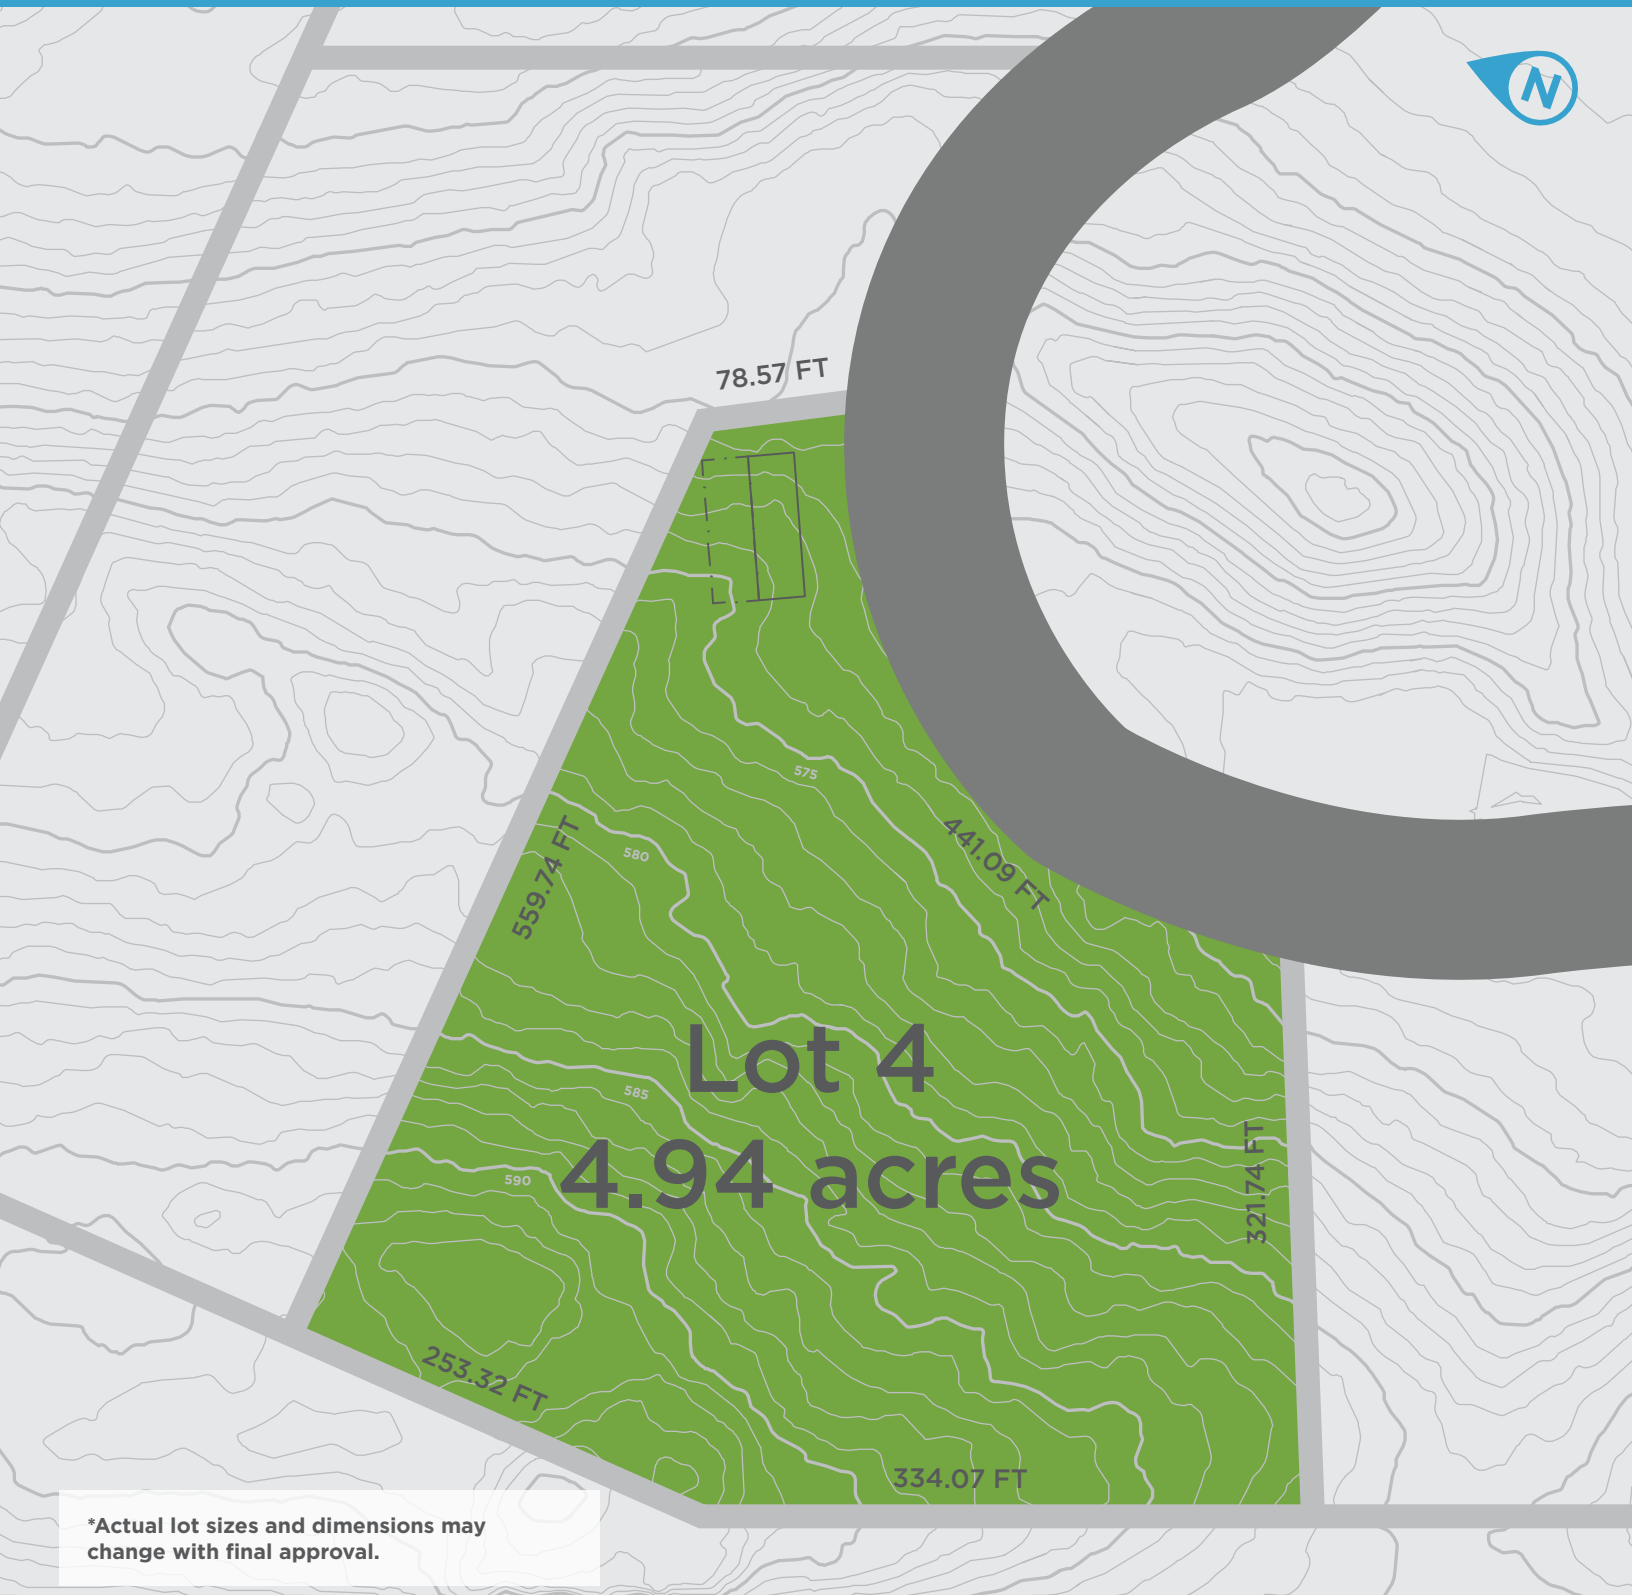 N
78.57 FT
575
441.09 FT
580
559.74 FT
Lot 4
585
4.94 acres
321.74 FT
590
253.32 FT
334.07 FT
*Actual lot sizes and dimensions may
change with final approval.